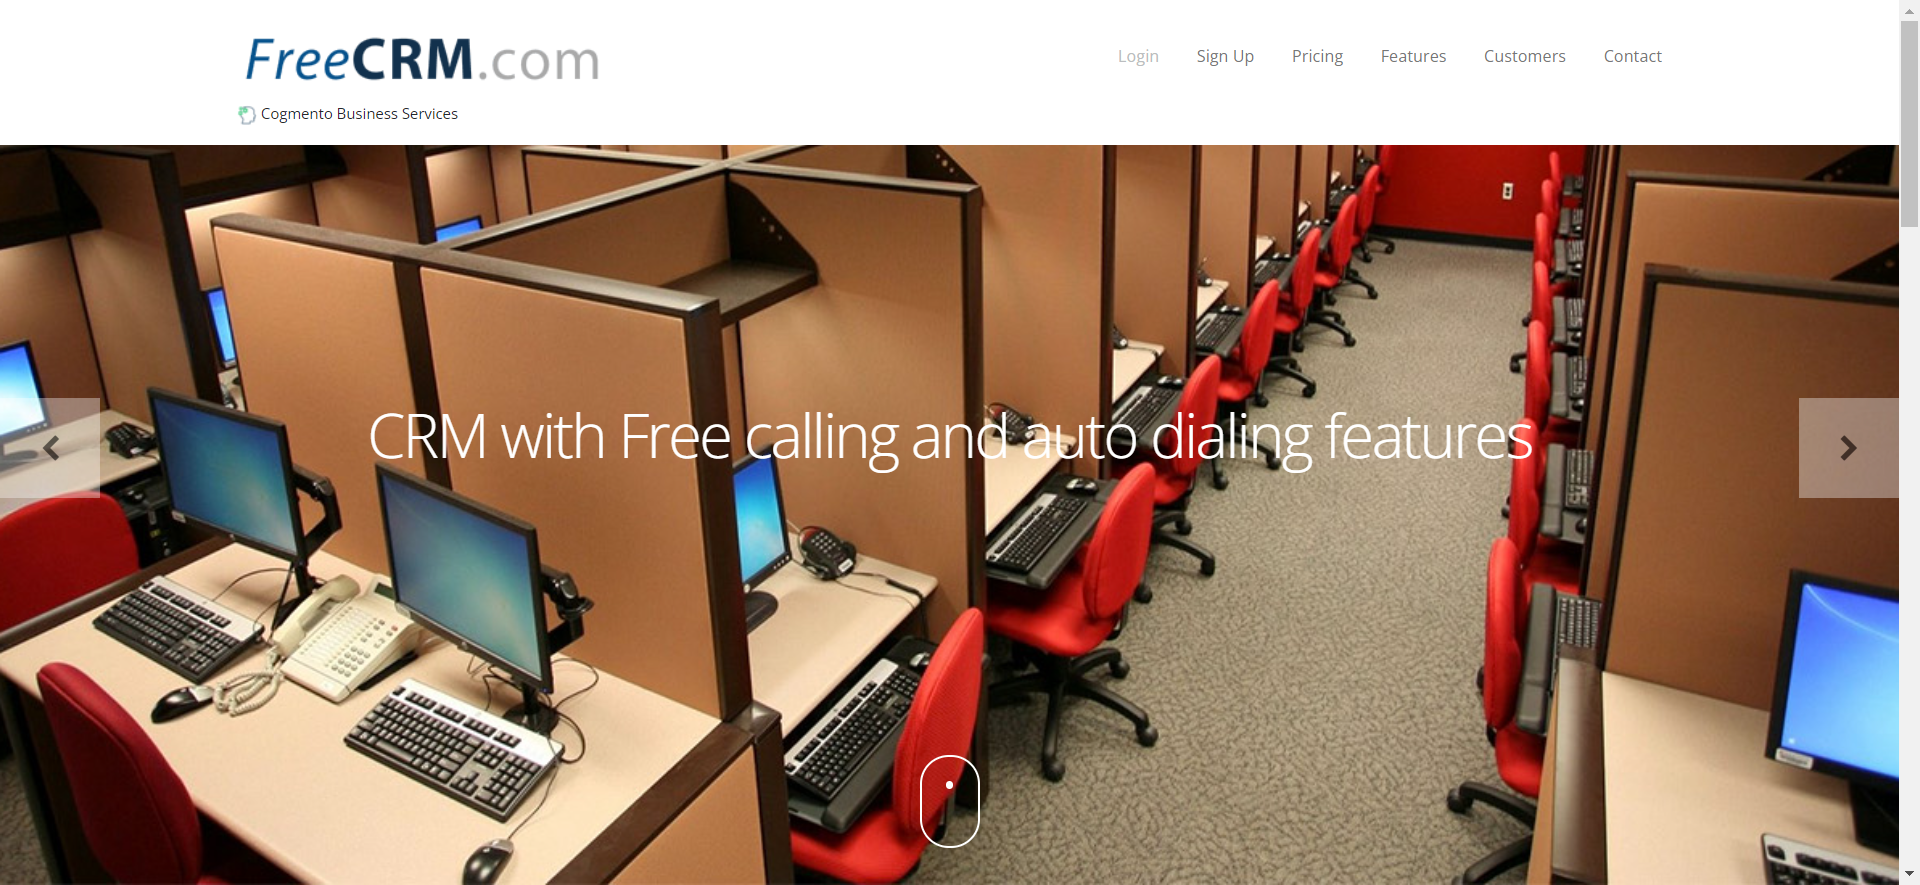 FreeCRM.com
Login Sign Up Pricing Features Customers Contact
Cogmento Business Services
CRM with Free calling and auto dialing features